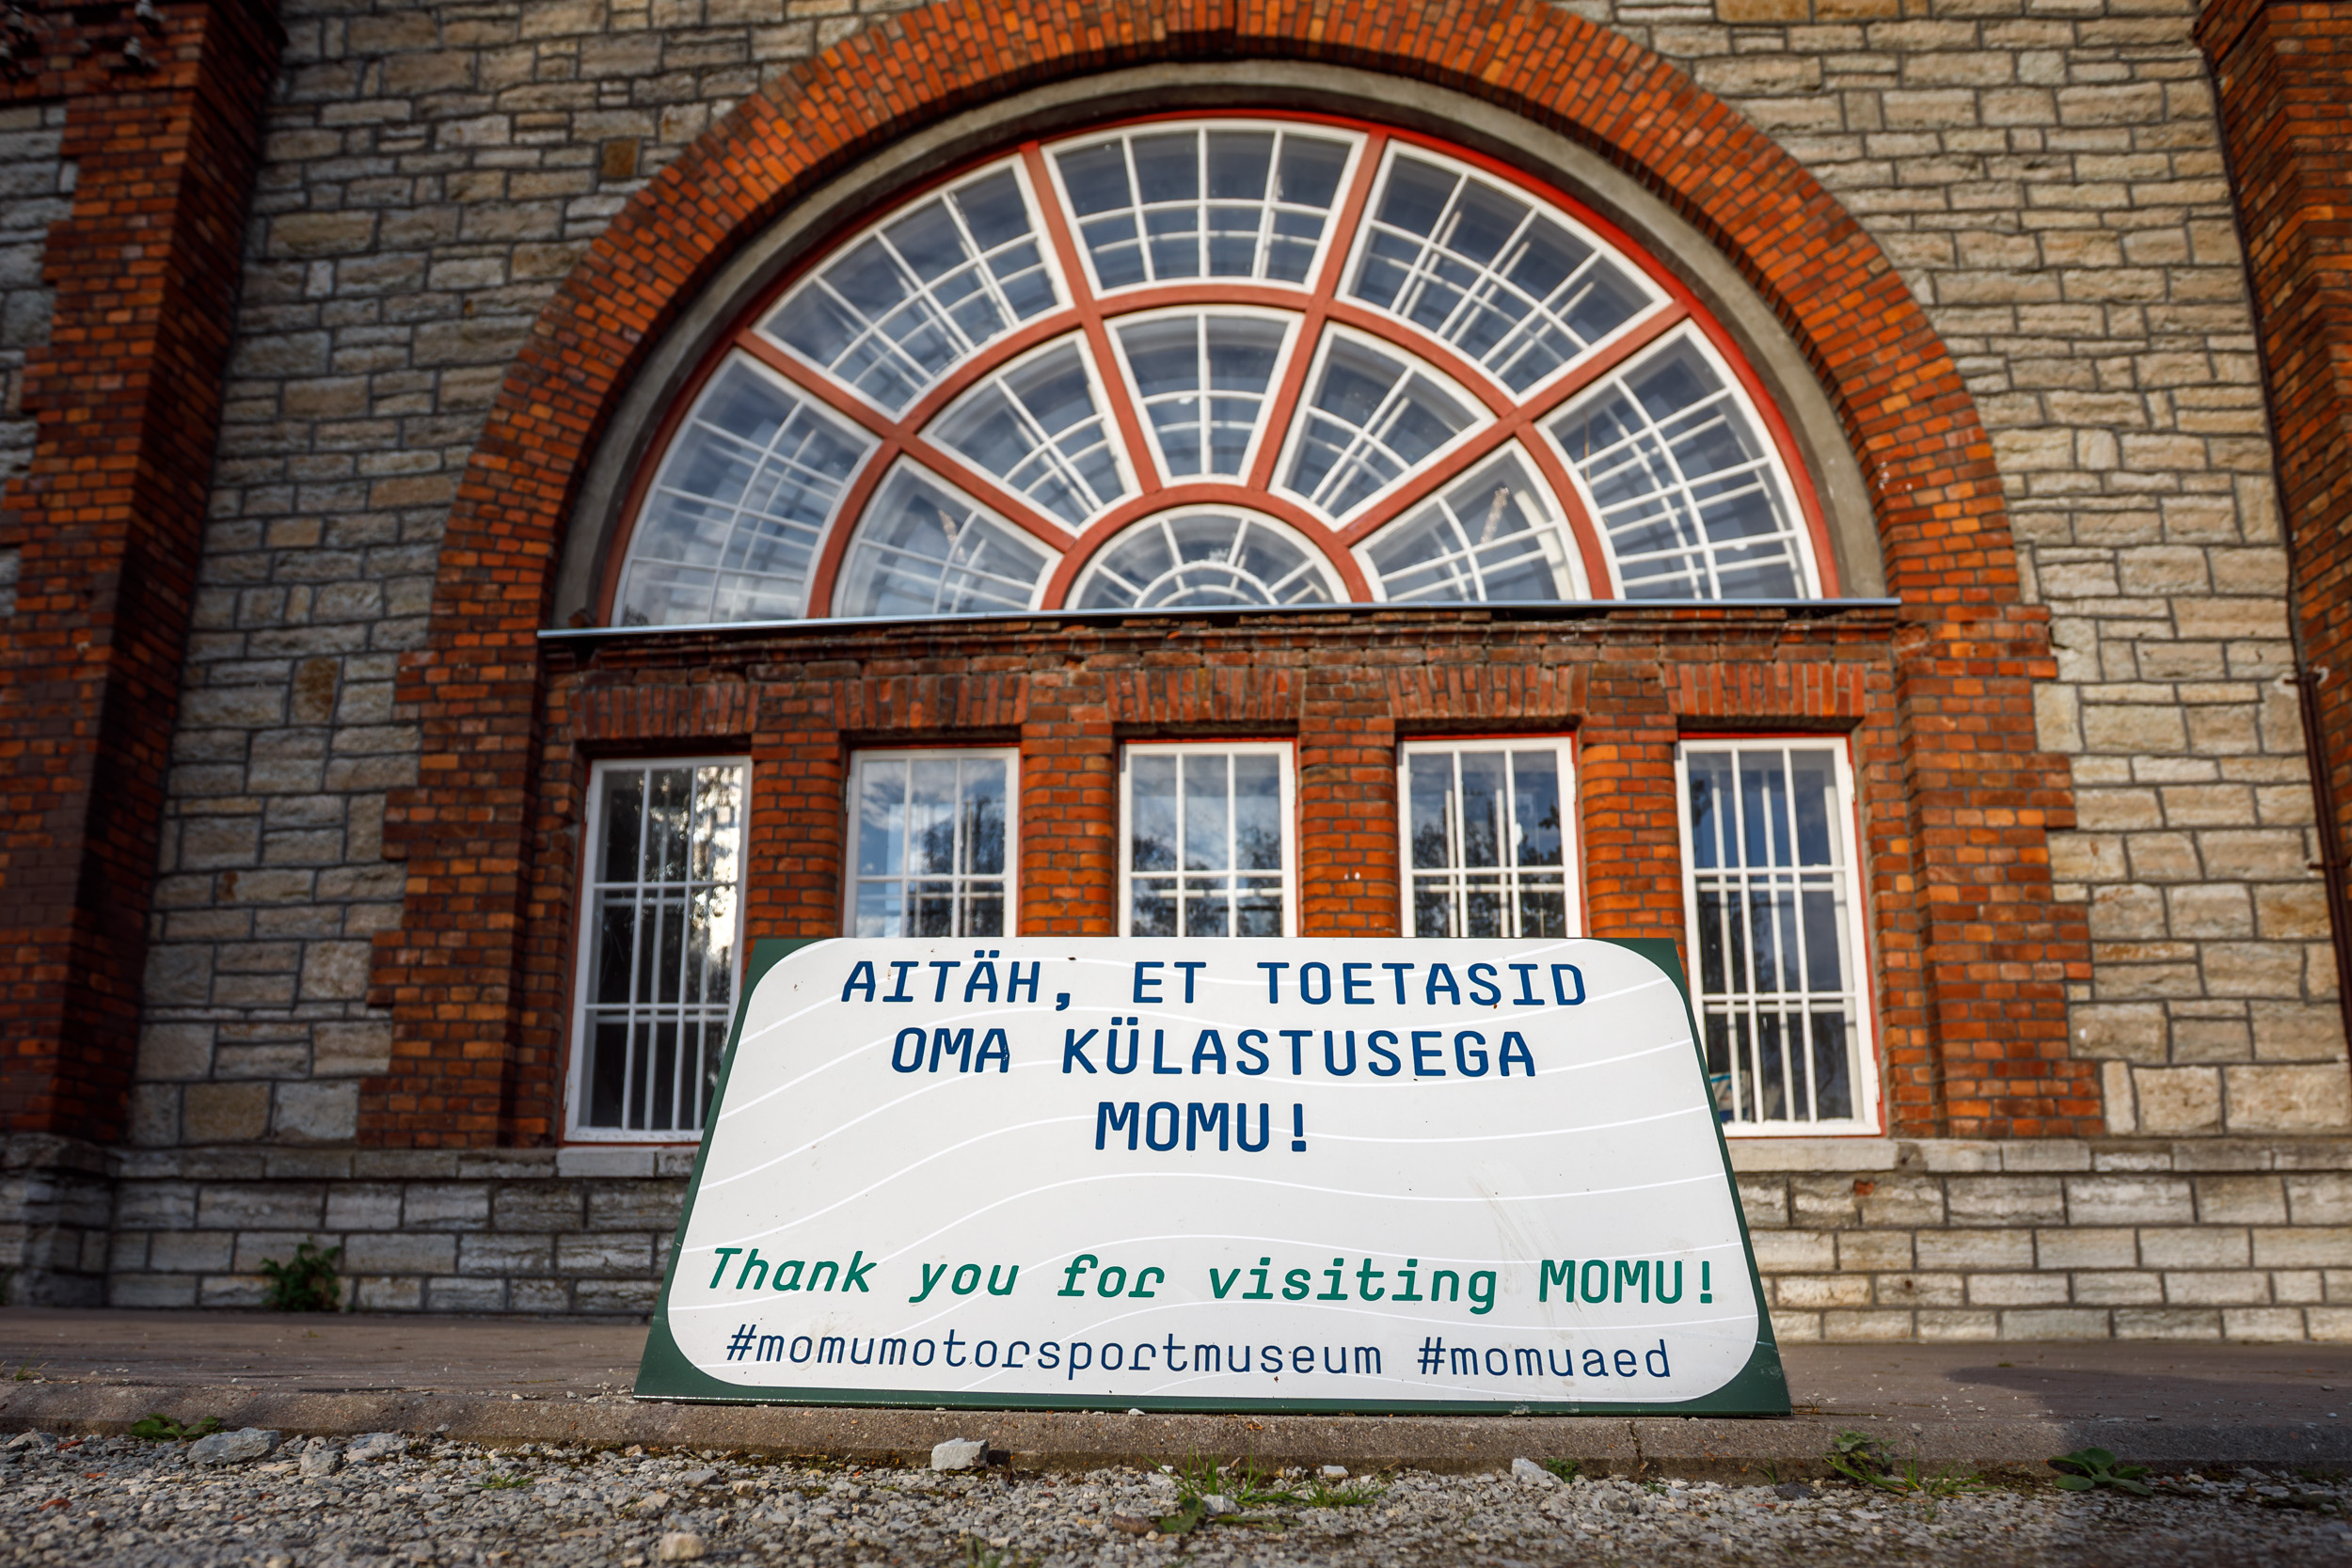 AITÄH, ET TOETASID
OMA KÜLASTUSEGA
MOMU!
Thank you for visiting MOMU!
#momumotorsportmuseum #momuaed